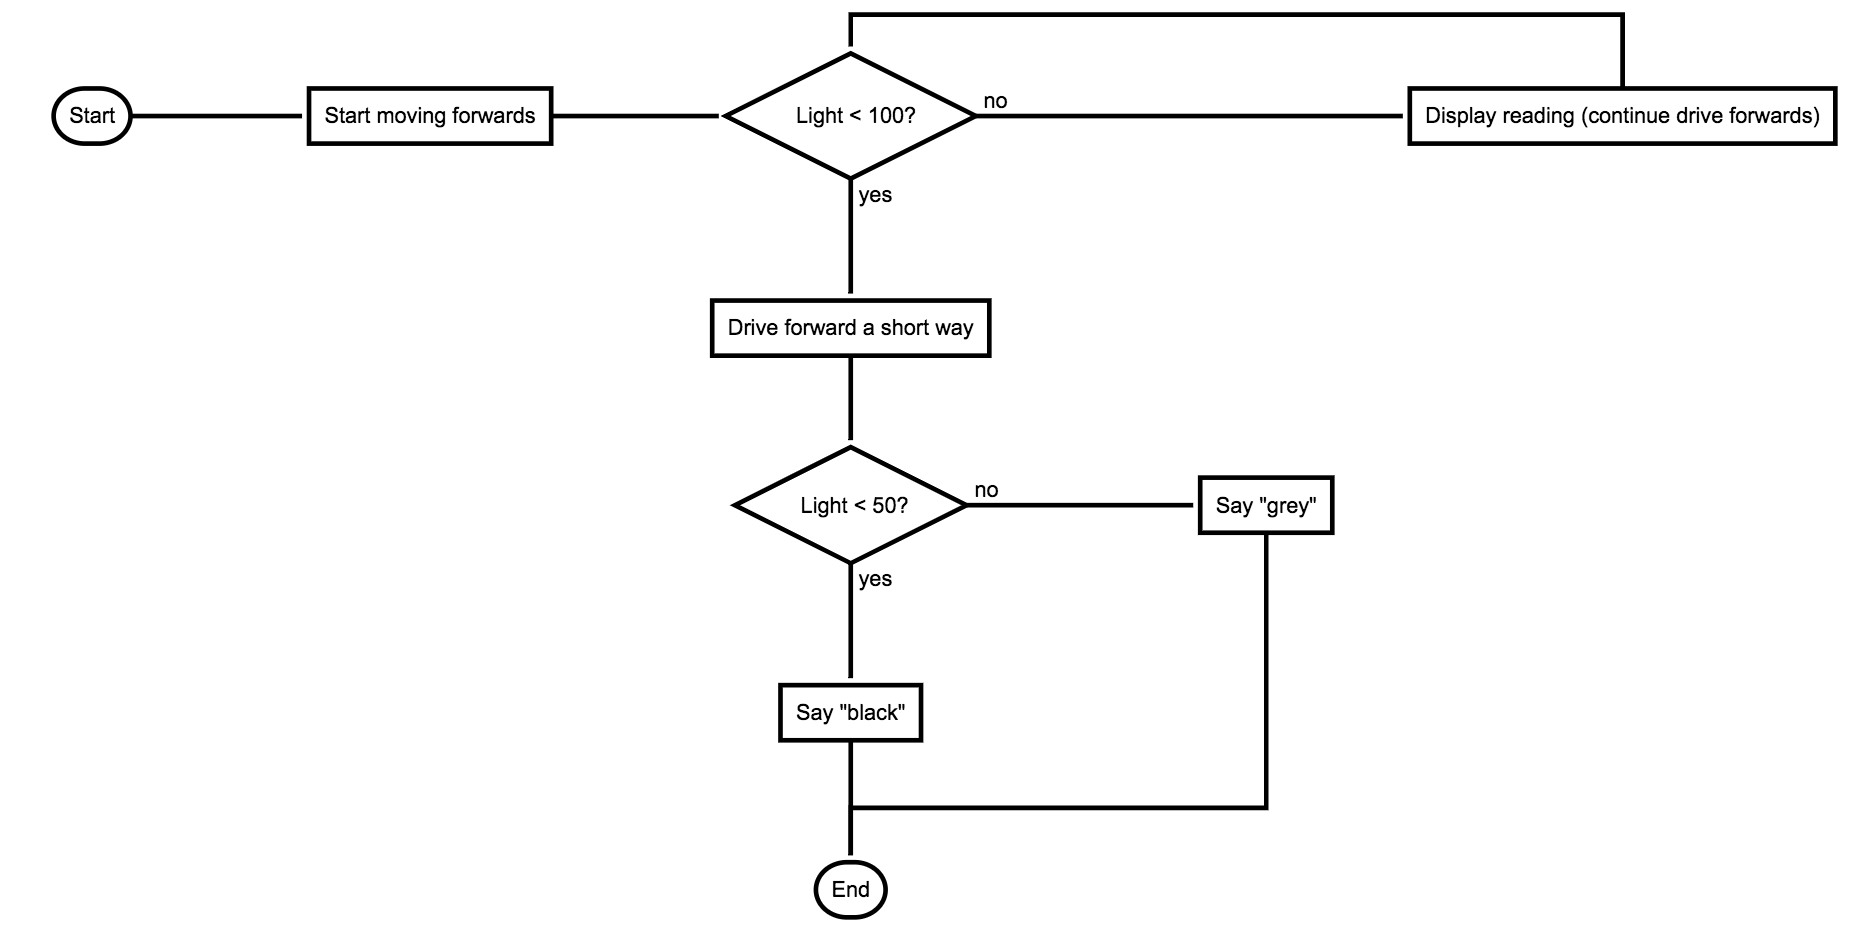 Start
Start moving forwards
Light < 100?
no
Display reading (continue drive forwards)
yes
Drive forward a short way
Light < 50?
no
Say "grey"
yes
Say "black"
End